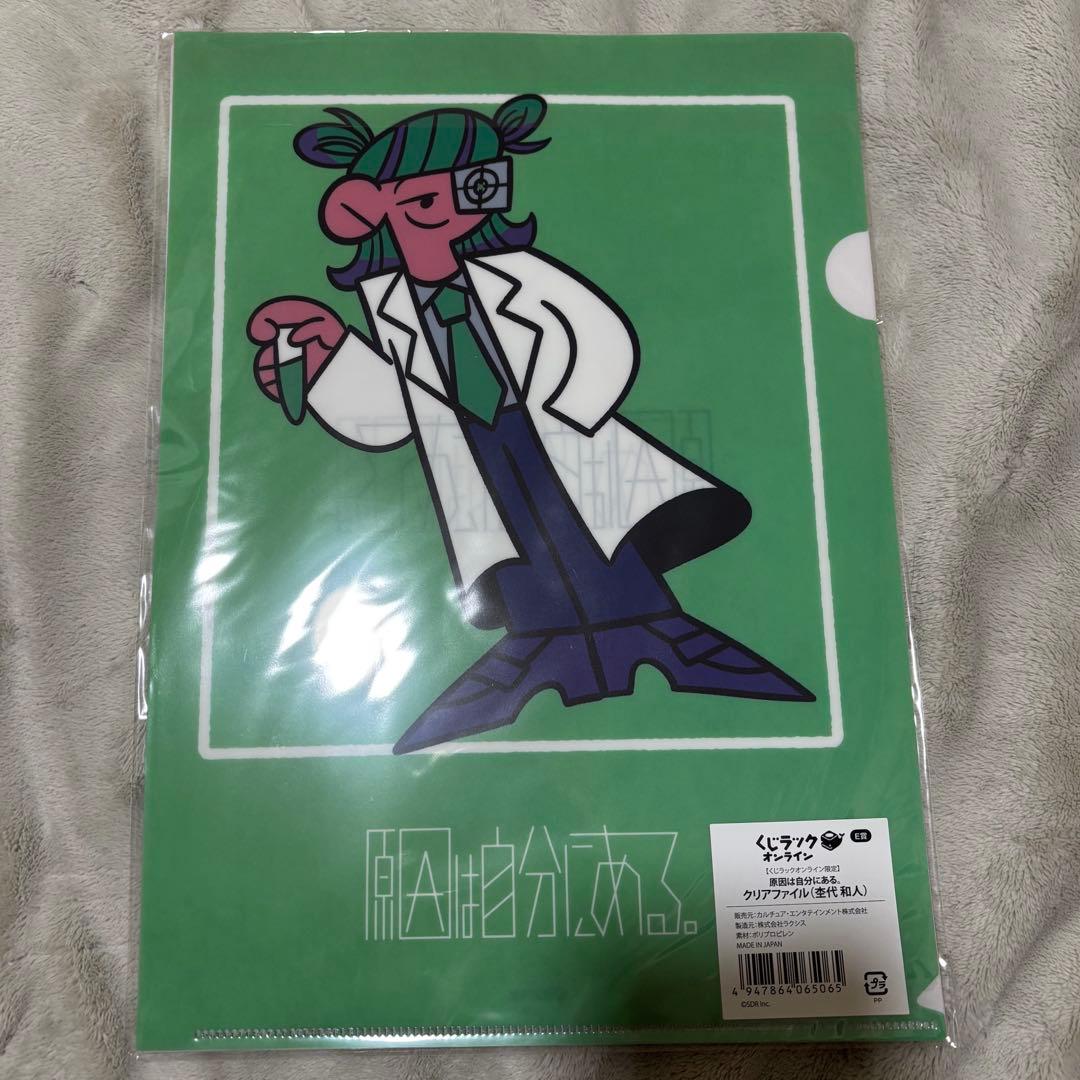 原因は自分にある。
くじラック
オンライン
E賞
【くじラックオンライン限定】
原因は自分にある。
クリアファイル(杢代 和人)
販売元:カルチュア・エンタテインメント株式会社
製造元:株式会社ラクシス
素材:ポリプロピレン
MADE IN JAPAN
4 947864 065065
©SDR Inc.
プラ
PP